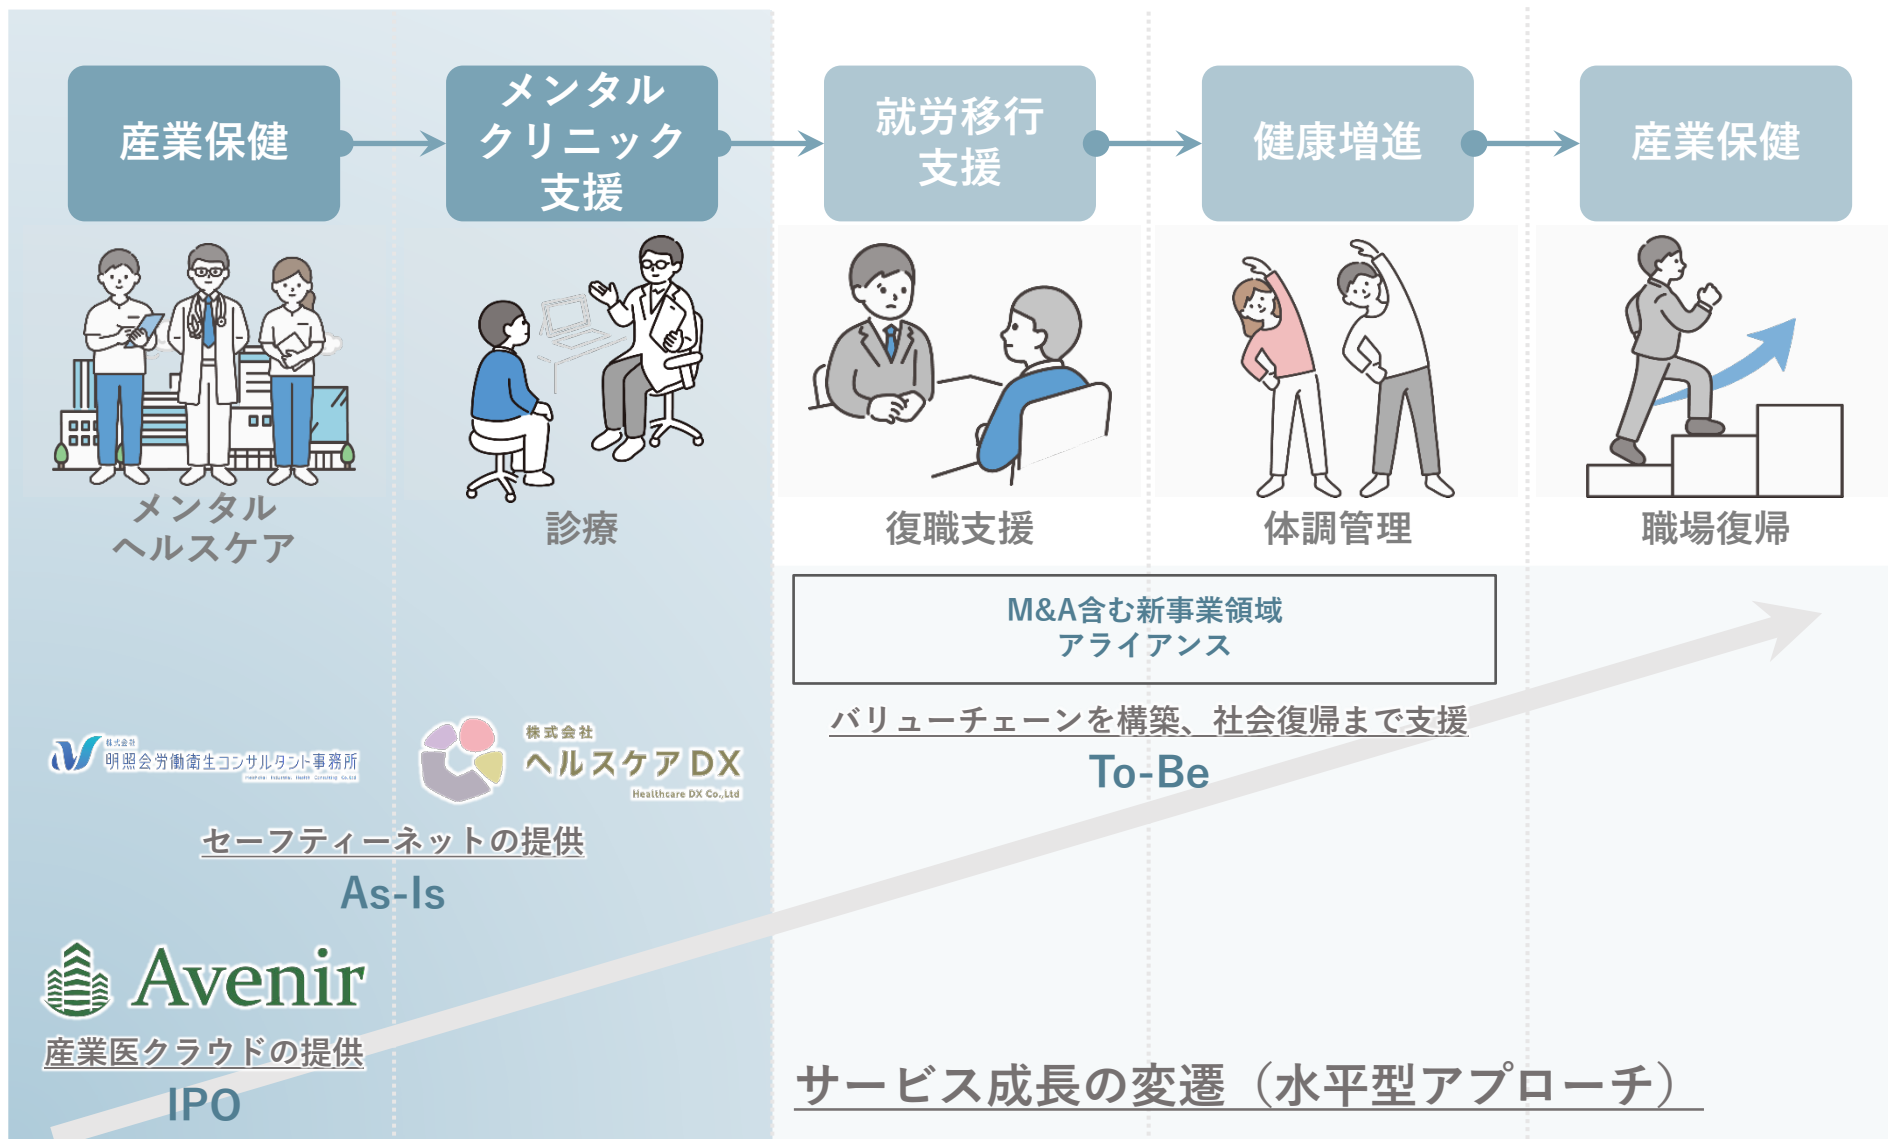 産業保健
メンタル
クリニック
支援
就労移行
支援
健康増進
産業保健
メンタル
ヘルスケア
診療
復職支援
体調管理
職場復帰
M&A含む新事業領域
アライアンス
バリューチェーンを構築、社会復帰まで支援
To-Be
株式会社
明照会労働衛生コンサルタント事務所
株式会社
ヘルスケアDX
Healthcare DX Co.,Ltd
セーフティーネットの提供
As-Is
Avenir
産業医クラウドの提供
IPO
サービス成長の変遷（水平型アプローチ）